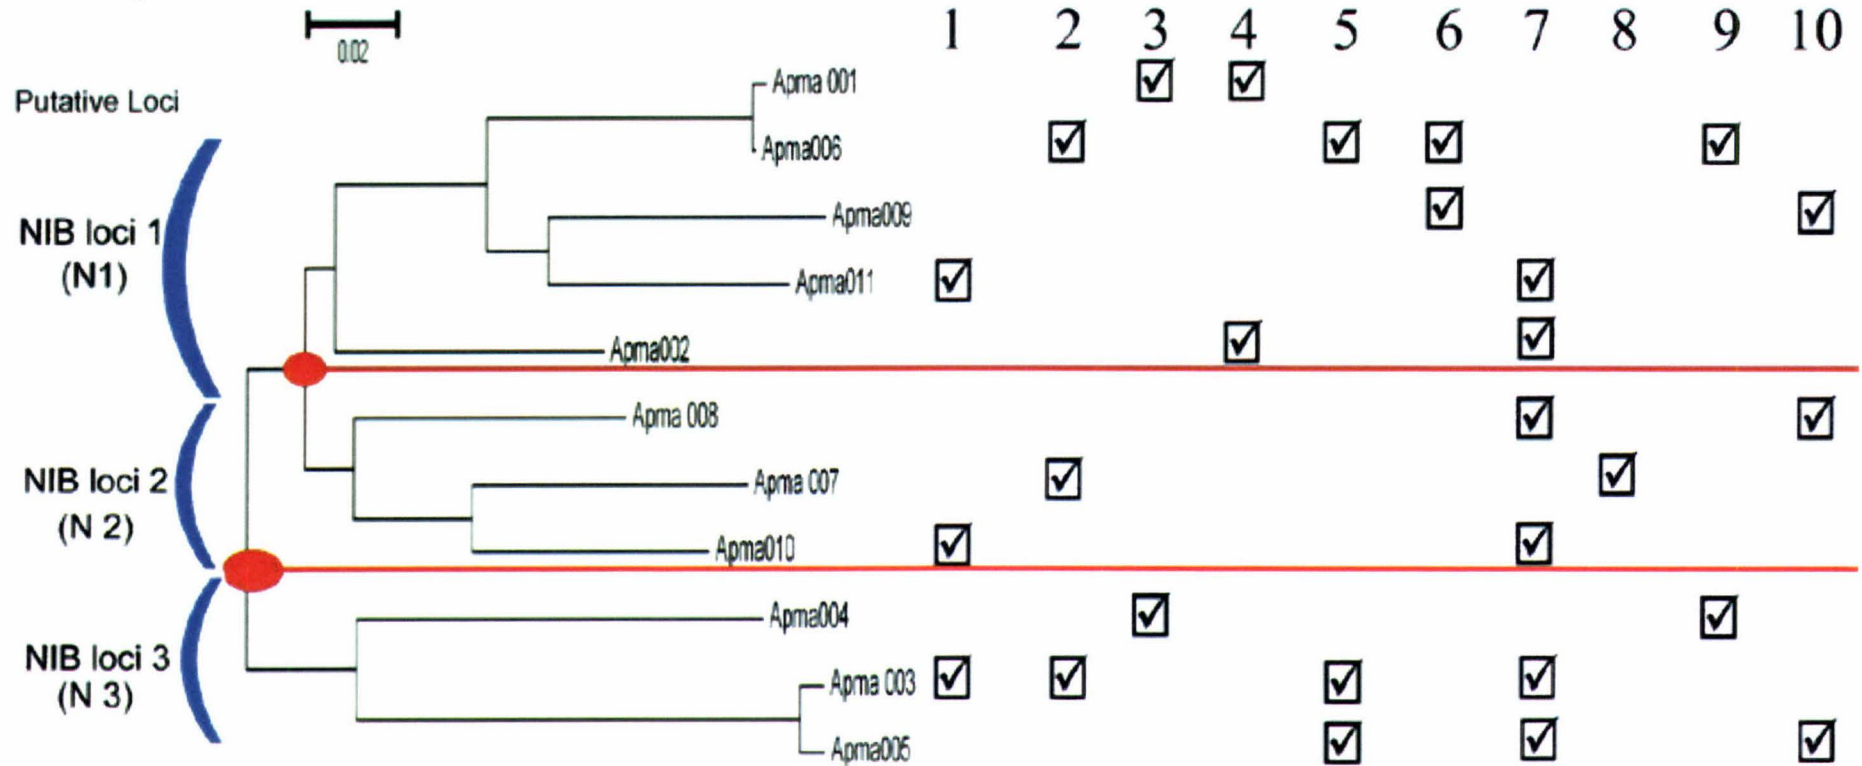 1 2 3 4 5 6 7 8 9 10
0.02
Putative Loci
Apma 001
Apma006
NIB loci 1
(N1)
Apma009
Apma011
Apma002
Apma 008
NIB loci 2
(N 2)
Apma 007
Apma010
Apma004
NIB loci 3
(N 3)
Apma 003
Apma005